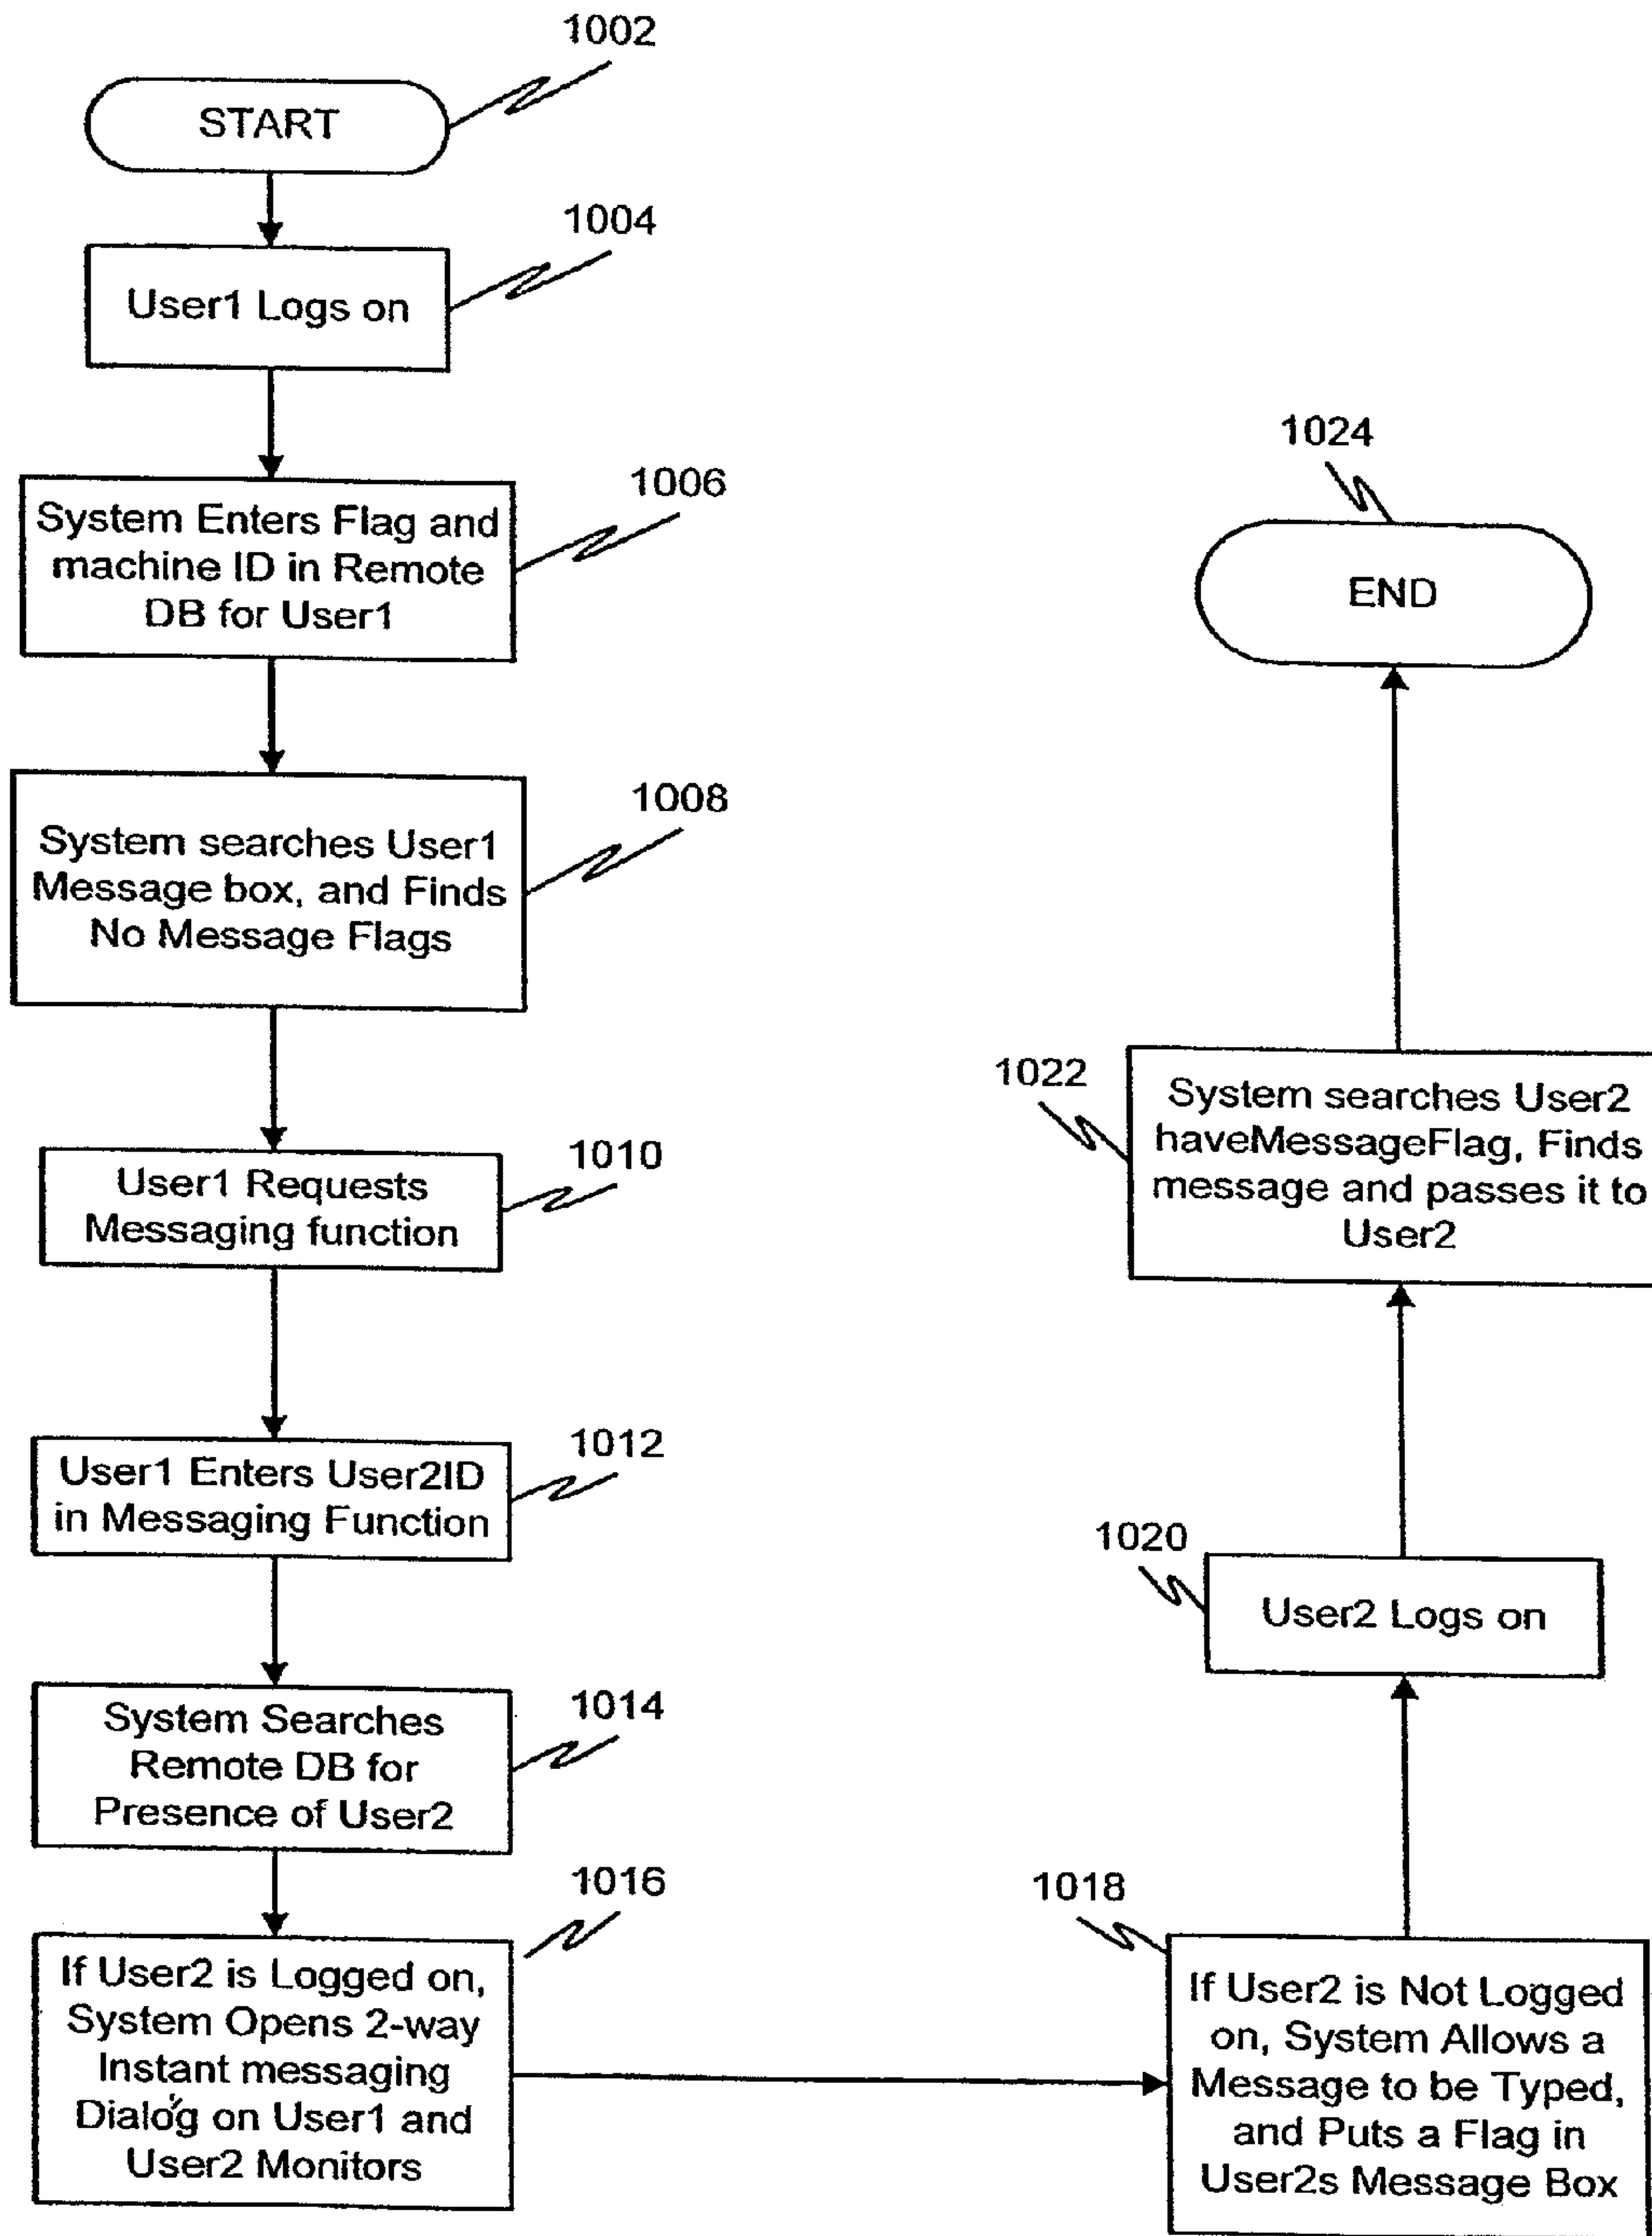 1002
START
1004
User1 Logs on
1006
System Enters Flag and
machine ID in Remote
DB for User1
1008
System searches User1
Message box, and Finds
No Message Flags
1010
User1 Requests
Messaging function
1012
User1 Enters User2ID
in Messaging Function
1014
System Searches
Remote DB for
Presence of User2
1016
If User2 is Logged on,
System Opens 2-way
Instant messaging
Dialog on User1 and
User2 Monitors
1018
If User2 is Not Logged
on, System Allows a
Message to be Typed,
and Puts a Flag in
User2s Message Box
1020
User2 Logs on
1022
System searches User2
haveMessageFlag, Finds
message and passes it to
User2
1024
END